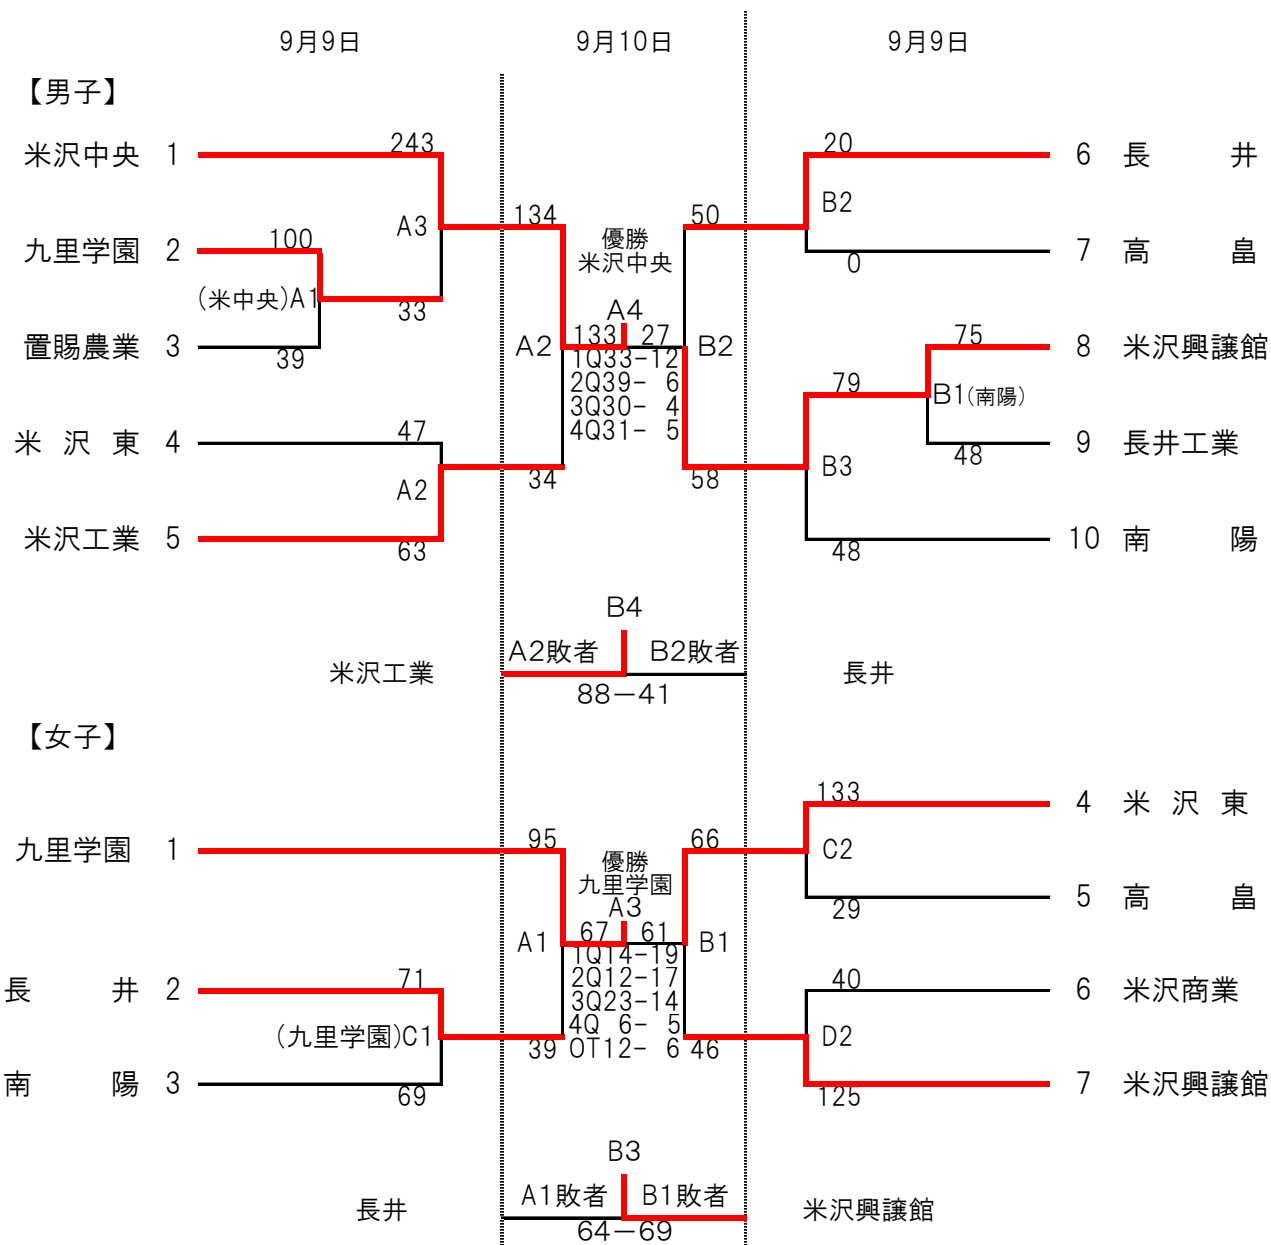 9月9日 9月10日 9月9日
【男子】
米沢中央 1 243 20 6 長井
134 50 B2
A3 優勝
米沢中央
九里学園 2 100 0 7 高畠
(米中央)A1 33 A4
133 27
置賜農業 3 39 A2 B2 75 8 米沢興譲館
1Q33-12
2Q39- 6 79 B1(南陽)
3Q30- 4
4Q31- 5
米沢東 4 47 48 9 長井工業
34 58 B3
A2
米沢工業 5 63 48 10 南陽
B4
A2敗者 B2敗者
米沢工業 長井
88-41
【女子】
133 4 米沢東
九里学園 1 95 66 C2
優勝
九里学園
A3 29 5 高畠
67 61
A1 B1
1Q14-19
2Q12-17
長井 2 71 40 6 米沢商業
3Q23-14
4Q 6- 5
(九里学園)C1 D2
39 OT12- 6 46
南陽 3 69 125 7 米沢興譲館
B3
A1敗者 B1敗者
長井 米沢興譲館
64-69